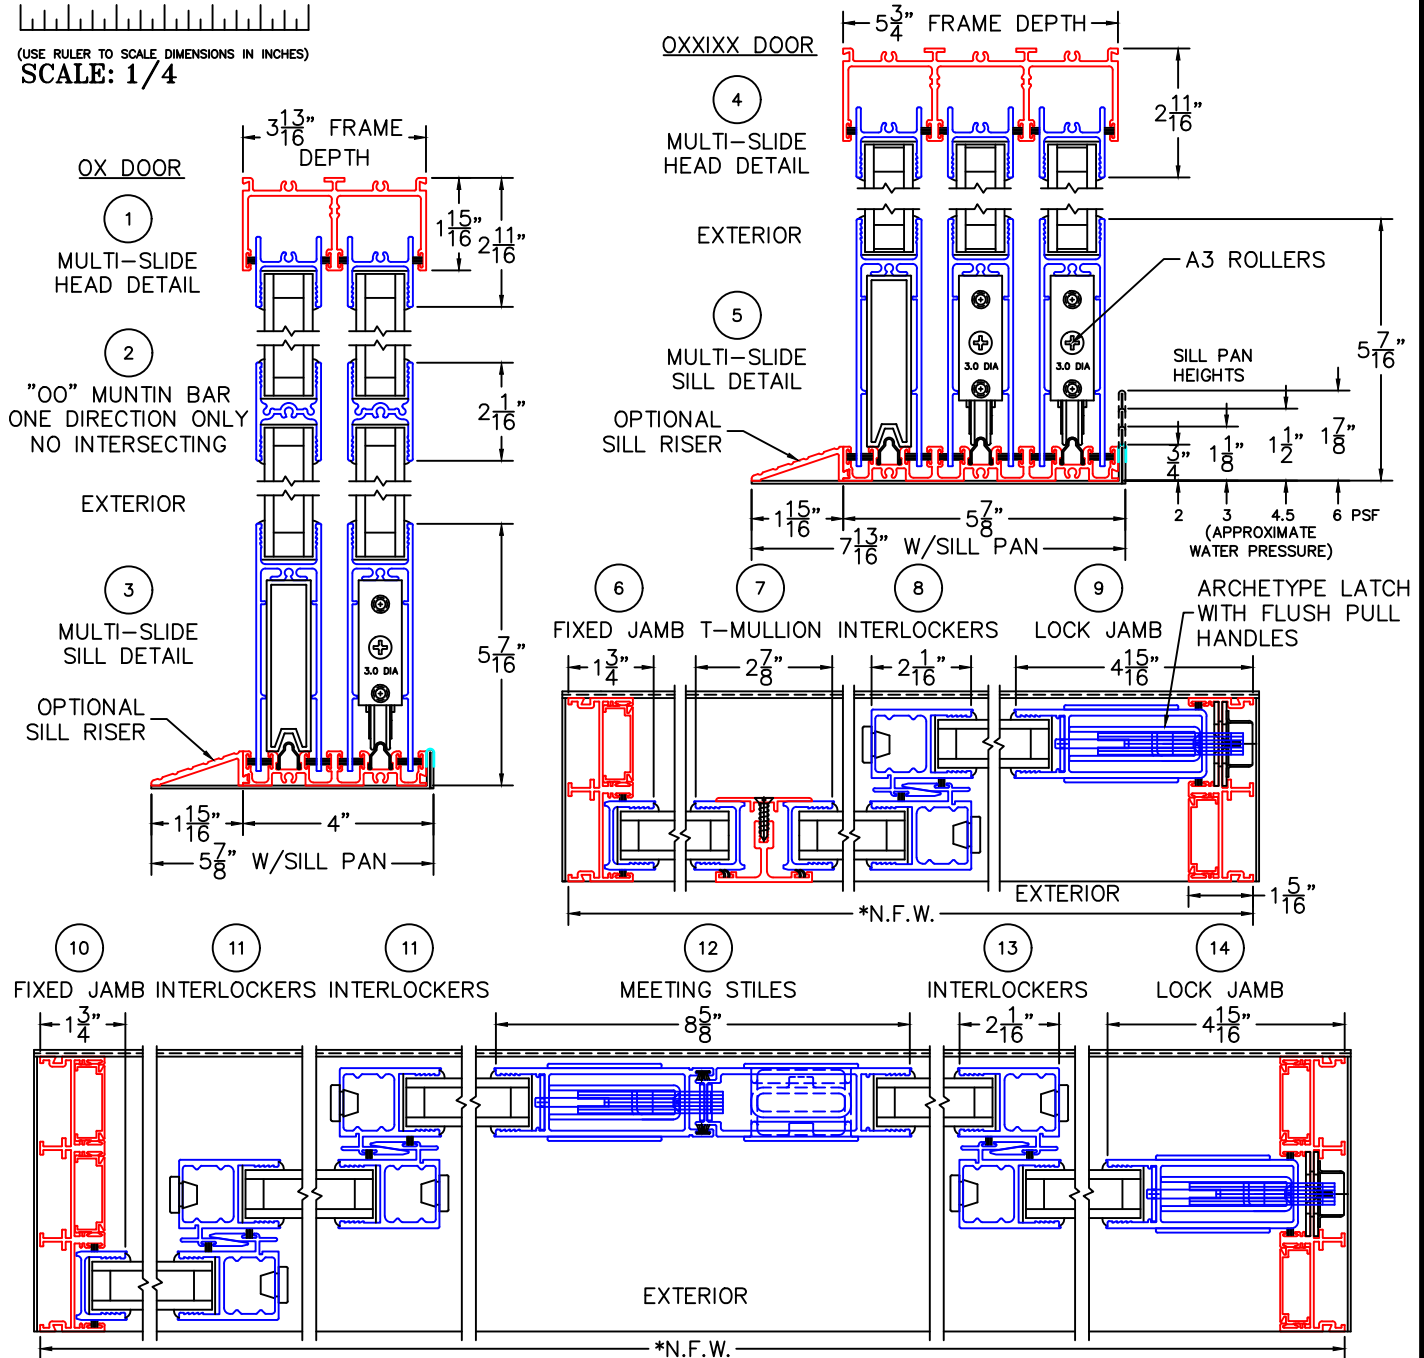 (USE RULER TO SCALE DIMENSIONS IN INCHES)
SCALE: 1/4
3 13/16" FRAME
DEPTH
OX DOOR
1
MULTI-SLIDE
HEAD DETAIL
1 15/16"
2 11/16"
2
"OO" MUNTIN BAR
ONE DIRECTION ONLY
NO INTERSECTING
2 1/16"
EXTERIOR
3
MULTI-SLIDE
SILL DETAIL
3.0 DIA
5 7/16"
OPTIONAL
SILL RISER
1 15/16"
4"
5 7/8" W/SILL PAN
5 3/4" FRAME DEPTH
OXXIXX DOOR
4
MULTI-SLIDE
HEAD DETAIL
2 11/16"
EXTERIOR
A3 ROLLERS
5
MULTI-SLIDE
SILL DETAIL
3.0 DIA
3.0 DIA
SILL PAN
HEIGHTS
5 7/16"
OPTIONAL
SILL RISER
3/4"
1 1/8"
1 1/2"
1 7/8"
2 3 4.5 6 PSF
(APPROXIMATE
WATER PRESSURE)
1 15/16"
5 7/8"
7 13/16" W/SILL PAN
6
7
8
9
FIXED JAMB
T-MULLION
INTERLOCKERS
LOCK JAMB
ARCHETYPE LATCH
WITH FLUSH PULL
HANDLES
1 3/4"
2 7/8"
2 1/16"
4 15/16"
EXTERIOR
1 5/16"
*N.F.W.
10
11
11
12
13
14
FIXED JAMB
INTERLOCKERS
INTERLOCKERS
MEETING STILES
INTERLOCKERS
LOCK JAMB
1 3/4"
8 5/8"
2 1/16"
4 15/16"
EXTERIOR
*N.F.W.